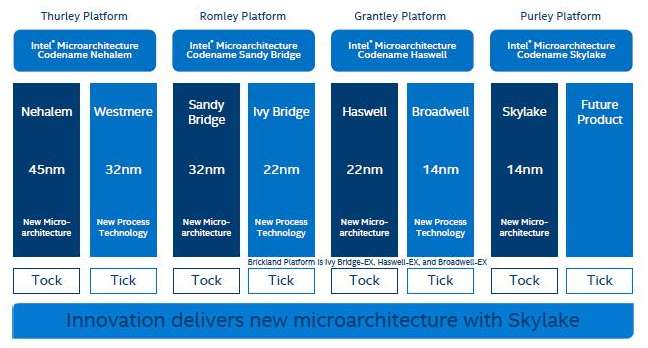 Thurley Platform
Romley Platform
Grantley Platform
Purley Platform
Intel® Microarchitecture
Codename Nehalem
Intel® Microarchitecture
Codename Sandy Bridge
Intel® Microarchitecture
Codename Haswell
Intel® Microarchitecture
Codename Skylake
Nehalem
45nm
New Micro-
architecture
Westmere
32nm
New Process
Technology
Sandy
Bridge
32nm
New Micro-
architecture
Ivy Bridge
22nm
New Process
Technology
Haswell
22nm
New Micro-
architecture
Broadwell
14nm
New Process
Technology
Skylake
14nm
New Micro-
architecture
Future
Product
Brickland Platform is Ivy Bridge-EX, Haswell-EX, and Broadwell-EX
Tock
Tick
Tock
Tick
Tock
Tick
Tock
Tick
Innovation delivers new microarchitecture with Skylake